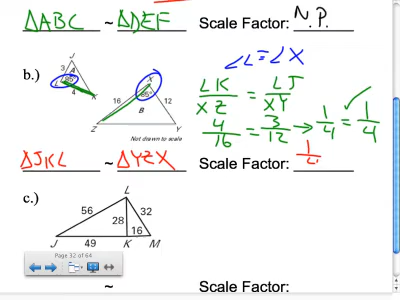 ΔABC ~ ΔDEF Scale Factor: N.P.
b.)
J
3
A
85°
L
4
K
X
16
85°
12
B
Z
Y
Not drawn to scale
∠L ≅ ∠X
LK/XZ = LJ/XY
4/16 = 3/12 → 1/4 = 1/4 ✓
ΔJKL ~ ΔYZX Scale Factor: 1/4
c.)
L
56
28
32
16
J
49
K
M
Page 32 of 64
~ Scale Factor: